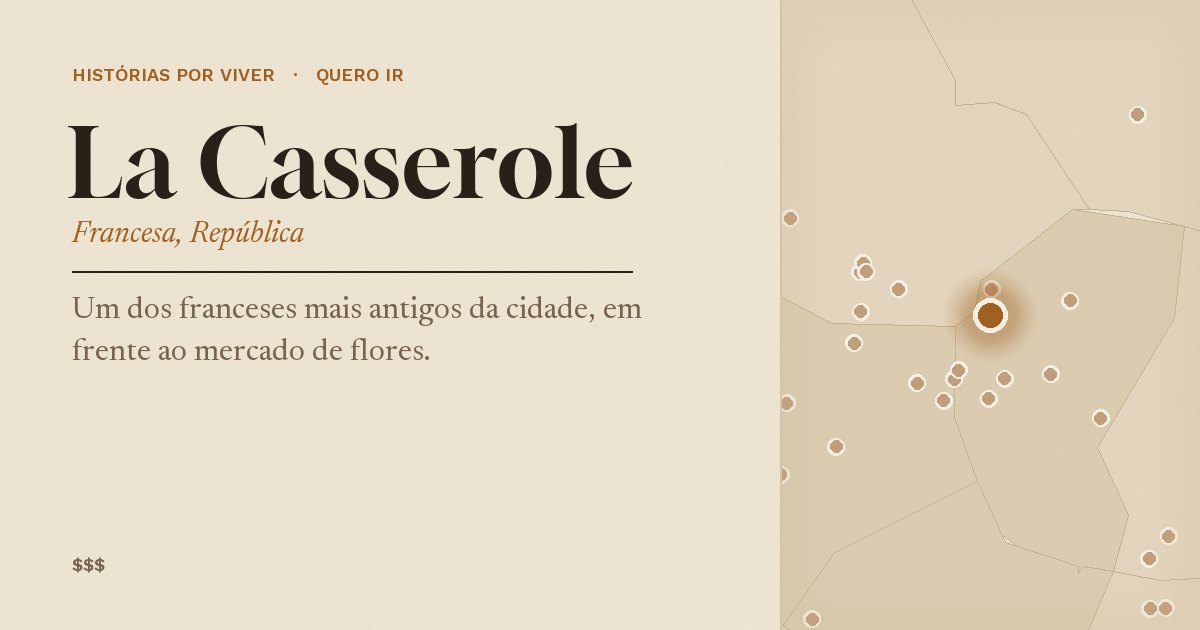 HISTÓRIAS POR VIVER · QUERO IR
La Casserole
Francesa, República
Um dos franceses mais antigos da cidade, em
frente ao mercado de flores.
$$$